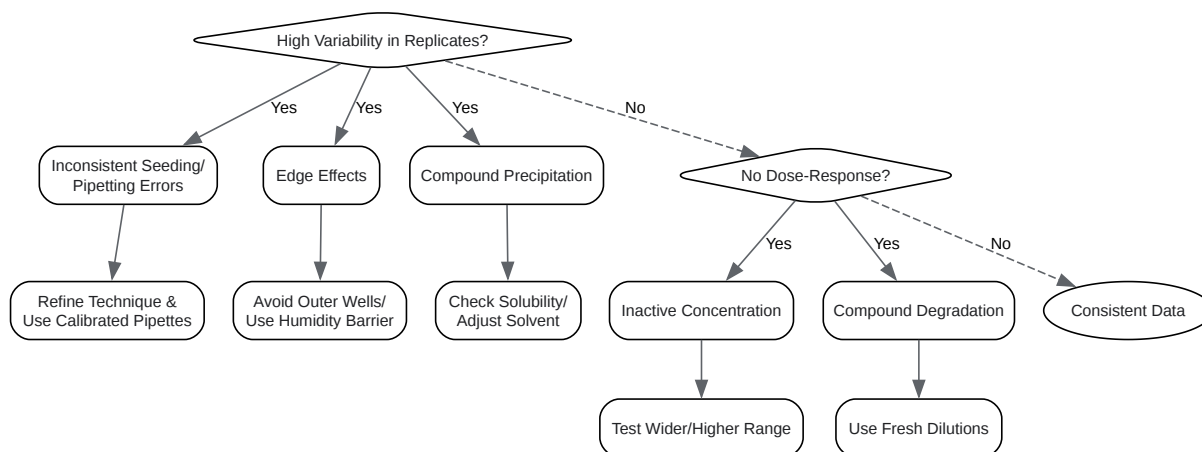 High Variability in Replicates?
Yes
Yes
Yes
No
Inconsistent Seeding/
Pipetting Errors
Edge Effects
Compound Precipitation
No Dose-Response?
Yes
Yes
No
Refine Technique &
Use Calibrated Pipettes
Avoid Outer Wells/
Use Humidity Barrier
Check Solubility/
Adjust Solvent
Inactive Concentration
Compound Degradation
Consistent Data
Test Wider/Higher Range
Use Fresh Dilutions